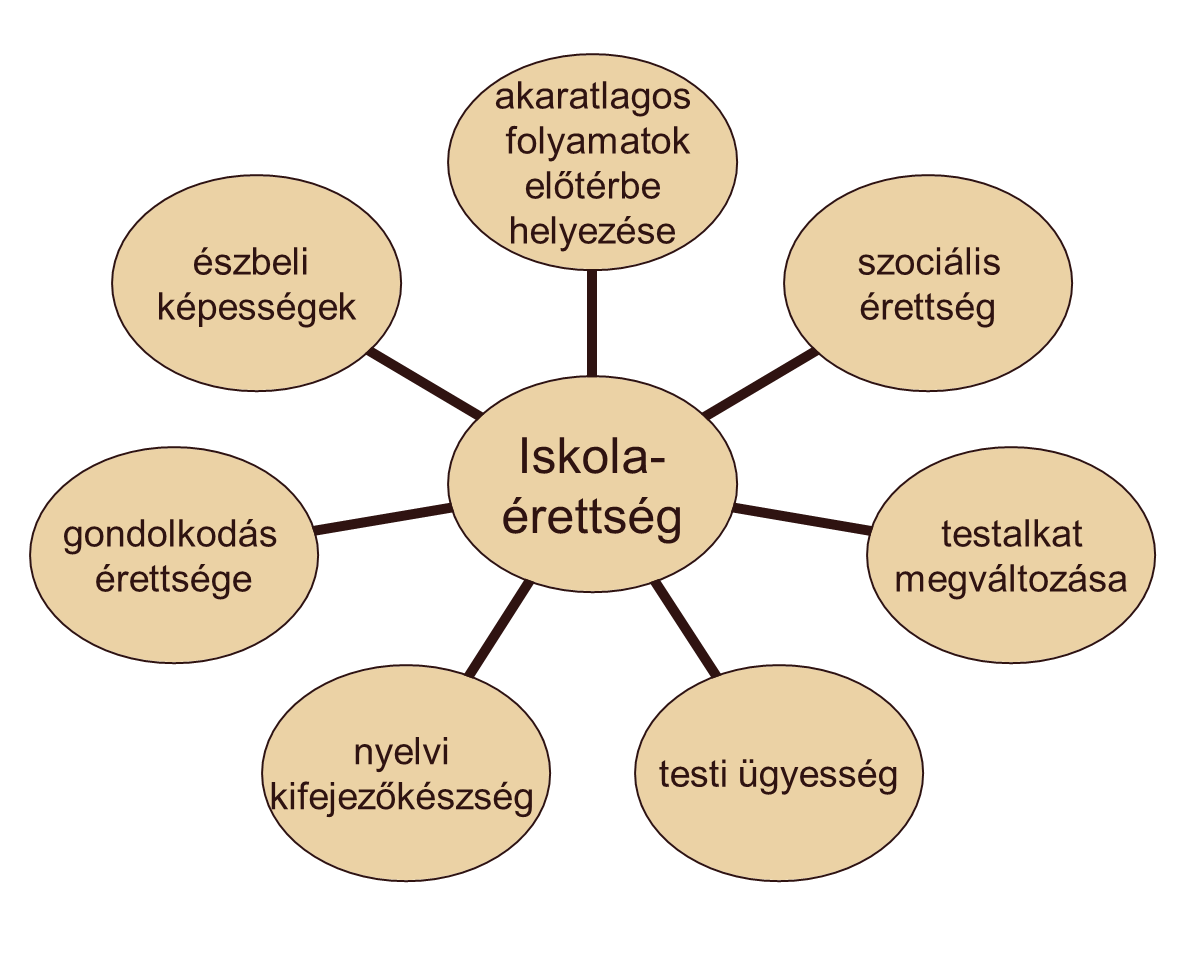 akaratlagos
folyamatok
előtérbe
helyezése
észbeli
képességek
szociális
érettség
Iskola-
érettség
gondolkodás
érettsége
testalkat
megváltozása
nyelvi
kifejezőkészség
testi ügyesség